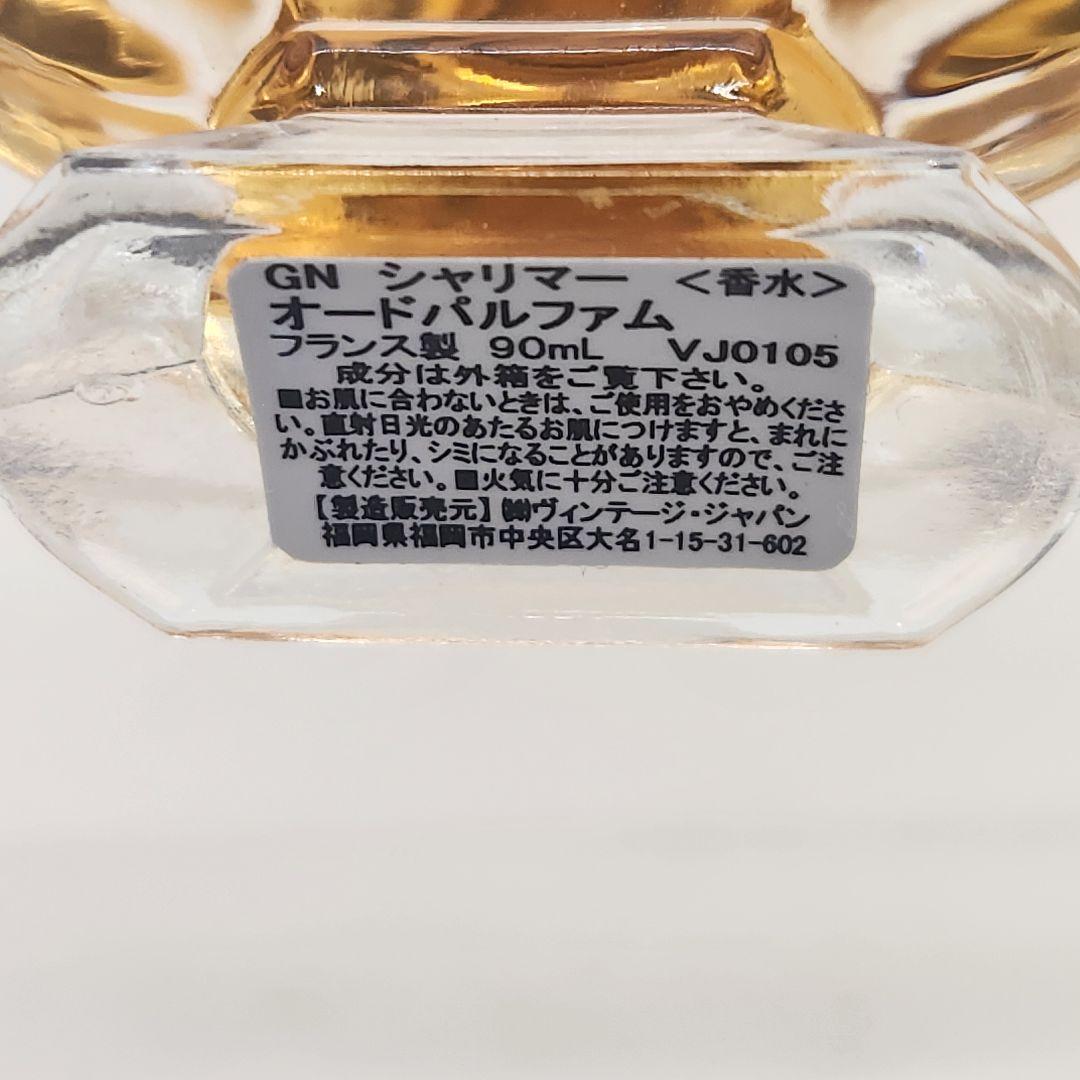 GN シャリマー <香水>
オードパルファム
フランス製 90mL VJ0105
成分は外箱をご覧下さい。
■お肌に合わないときは、ご使用をおやめくださ
い。直射日光のあたるお肌につけますと、まれに
かぶれたり、シミになることがありますので、ご注
意ください。■火気に十分ご注意ください。
【製造販売元】㈱ヴィンテージ・ジャパン
福岡県福岡市中央区大名1-15-31-602